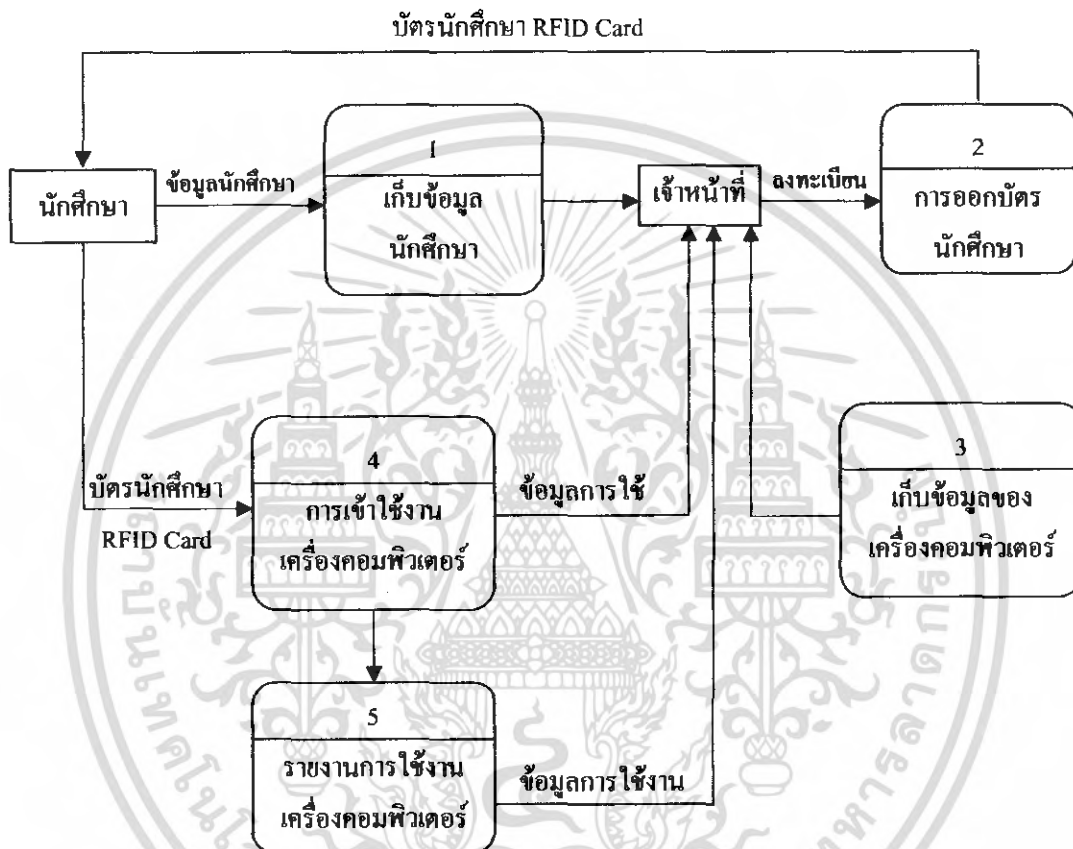 บัตรนักศึกษา RFID Card
1
2
นักศึกษา
ข้อมูลนักศึกษา
เก็บข้อมูล
นักศึกษา
เจ้าหน้าที่
ลงทะเบียน
การออกบัตร
นักศึกษา
4
3
บัตรนักศึกษา
RFID Card
การเข้าใช้งาน
เครื่องคอมพิวเตอร์
ข้อมูลการใช้
เก็บข้อมูลของ
เครื่องคอมพิวเตอร์
5
รายงานการใช้งาน
เครื่องคอมพิวเตอร์
ข้อมูลการใช้งาน